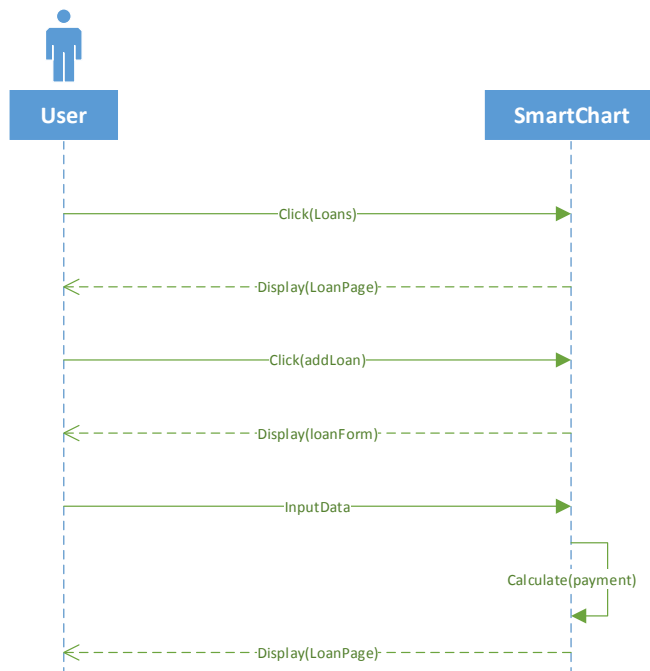 User
SmartChart
Click(Loans)
Display(LoanPage)
Click(addLoan)
Display(loanForm)
InputData
Calculate(payment)
Display(LoanPage)